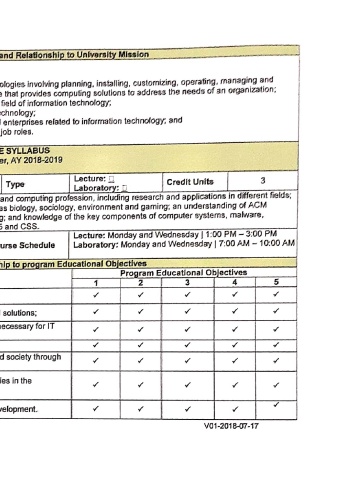 and Relationship to University Mission
ologies involving planning, installing, customizing, operating, managing and
e that provides computing solutions to address the needs of an organization;
field of information technology;
chnology;
l enterprises related to information technology; and
job roles.
E SYLLABUS
er, AY 2018-2019
Type Lecture: □ Credit Units 3
Laboratory: □
and computing profession, including research and applications in different fields;
as biology, sociology, environment and gaming; an understanding of ACM
g; and knowledge of the key components of computer systems, malware,
5 and CSS.
urse Schedule Lecture: Monday and Wednesday | 1:00 PM – 3:00 PM
Laboratory: Monday and Wednesday | 7:00 AM – 10:00 AM
hip to program Educational Objectives
Program Educational Objectives
1 2 3 4 5
✓ ✓ ✓ ✓ ✓
l solutions; ✓ ✓ ✓ ✓ ✓
necessary for IT ✓ ✓ ✓ ✓ ✓
✓ ✓ ✓ ✓ ✓
d society through ✓ ✓ ✓ ✓ ✓
ies in the ✓ ✓ ✓ ✓ ✓
velopment. ✓ ✓ ✓ ✓ ✓
V01-2018-07-17